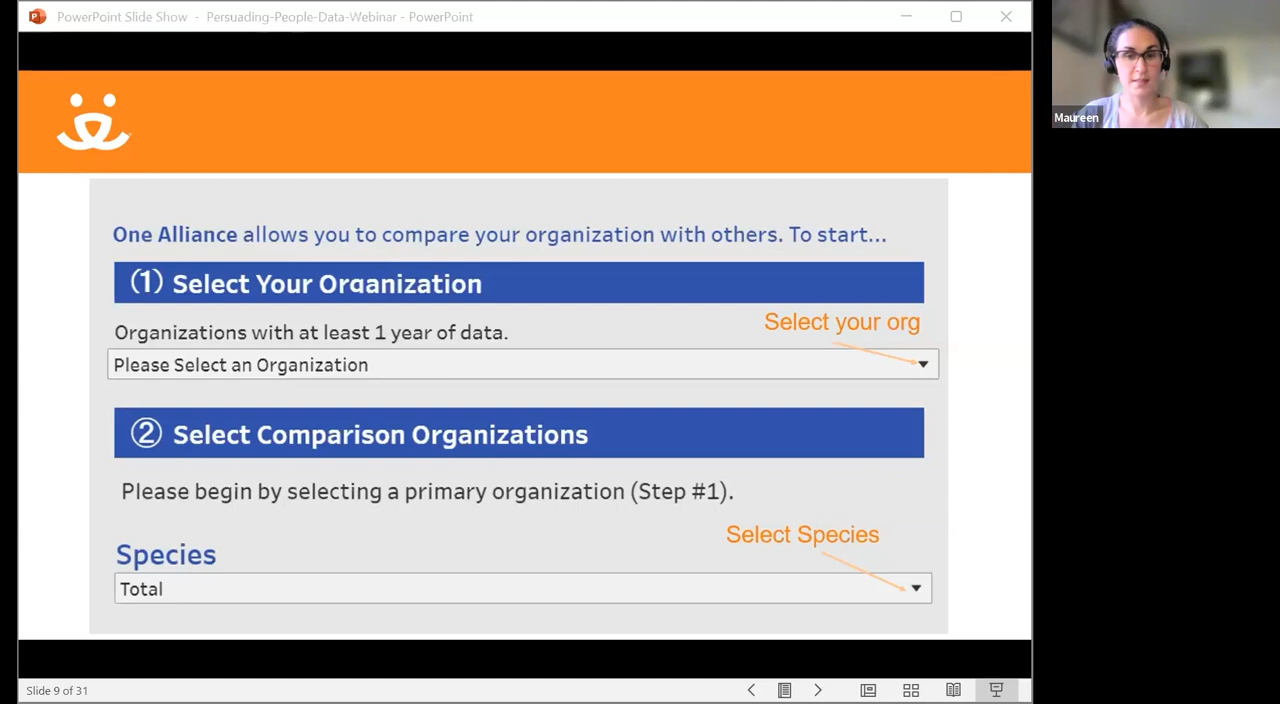 PowerPoint Slide Show - Persuading-People-Data-Webinar - PowerPoint
Maureen
One Alliance allows you to compare your organization with others. To start...
(1) Select Your Organization
Organizations with at least 1 year of data.
Select your org
Please Select an Organization
② Select Comparison Organizations
Please begin by selecting a primary organization (Step #1).
Select Species
Species
Total
Slide 9 of 31